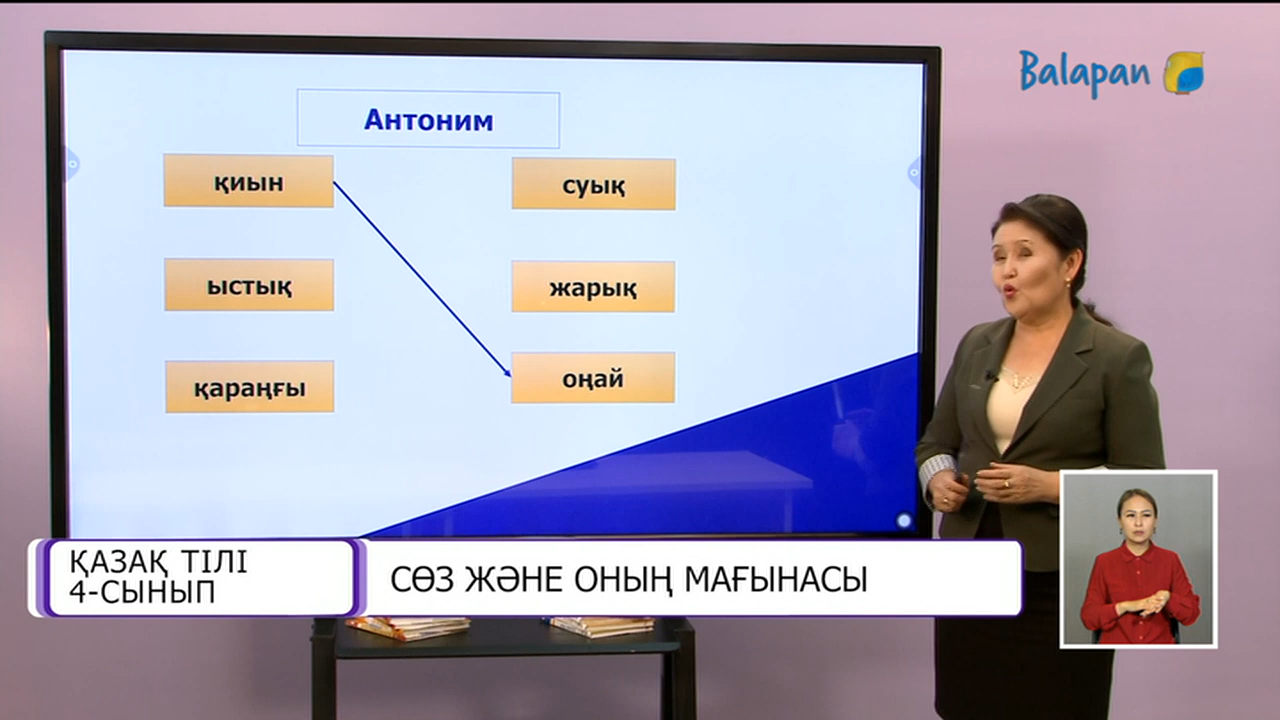 Balapan
Антоним
қиын
суық
ыстық
жарық
қараңғы
оңай
ҚАЗАҚ ТІЛІ
4-СЫНЫП
СӨЗ ЖӘНЕ ОНЫҢ МАҒЫНАСЫ